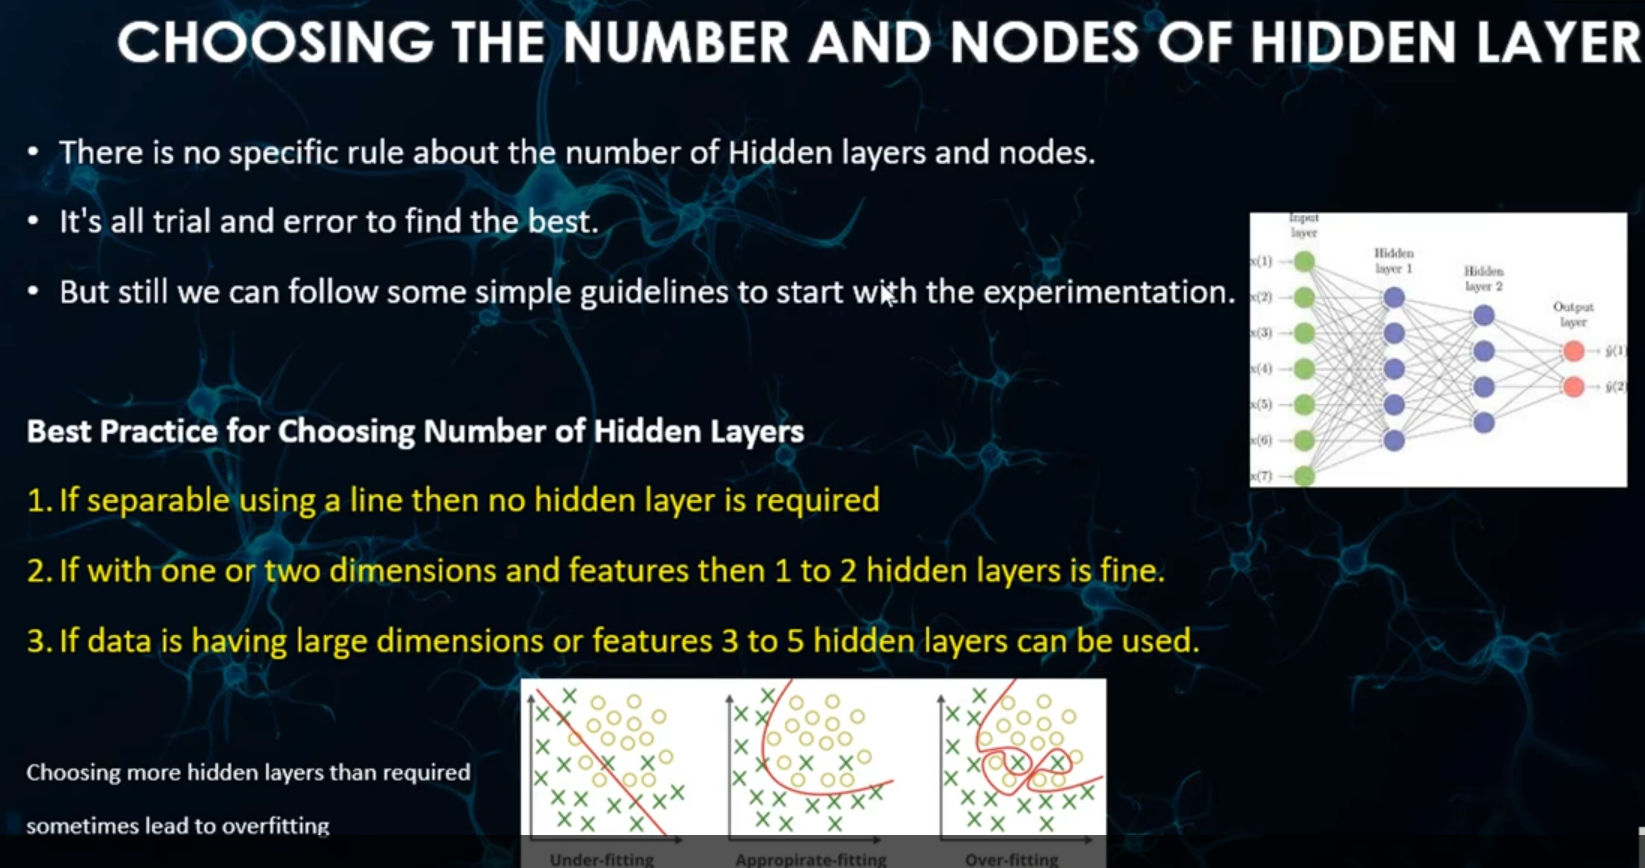 CHOOSING THE NUMBER AND NODES OF HIDDEN LAYER
• There is no specific rule about the number of Hidden layers and nodes.
• It's all trial and error to find the best.
• But still we can follow some simple guidelines to start with the experimentation.
Input
layer
Hidden
layer 1
Hidden
layer 2
Output
layer
x(1)
x(2)
x(3)
x(4)
x(5)
x(6)
x(7)
ŷ(1)
ŷ(2)
Best Practice for Choosing Number of Hidden Layers
1. If separable using a line then no hidden layer is required
2. If with one or two dimensions and features then 1 to 2 hidden layers is fine.
3. If data is having large dimensions or features 3 to 5 hidden layers can be used.
Choosing more hidden layers than required
sometimes lead to overfitting
Under-fitting
Appropirate-fitting
Over-fitting